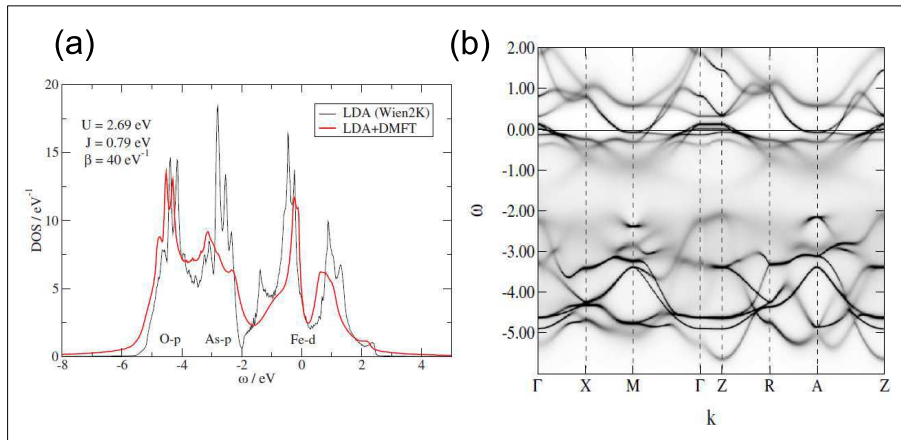 (a)
(b)
20
15
10
5
0
DOS / eV⁻¹
U = 2.69 eV
J = 0.79 eV
β = 40 eV⁻¹
LDA (Wien2K)
LDA+DMFT
O-p
As-p
Fe-d
-8
-6
-4
-2
0
2
4
ω / eV
2.00
1.00
0.00
-1.00
-2.00
-3.00
-4.00
-5.00
ω
Γ
X
M
Γ
Z
R
A
Z
k